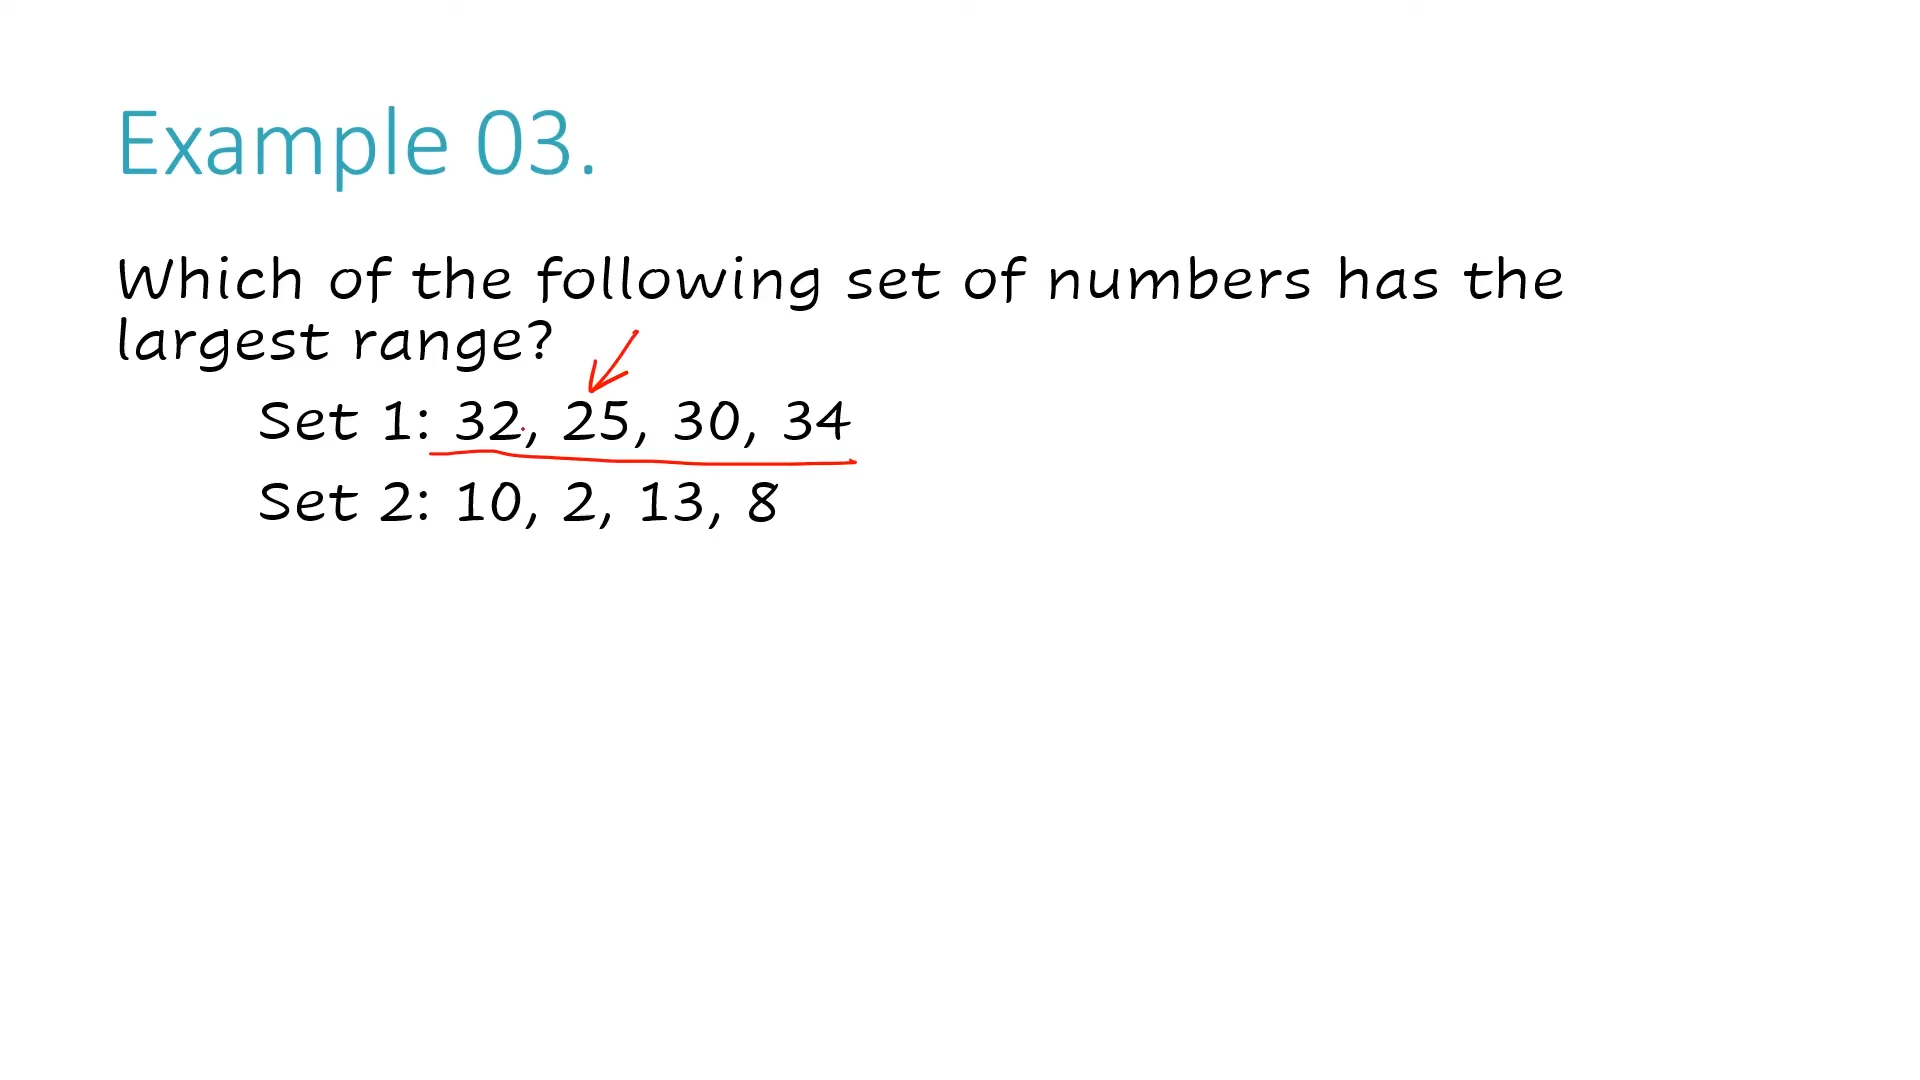 Example 03.
Which of the following set of numbers has the
largest range?
Set 1: 32, 25, 30, 34
Set 2: 10, 2, 13, 8